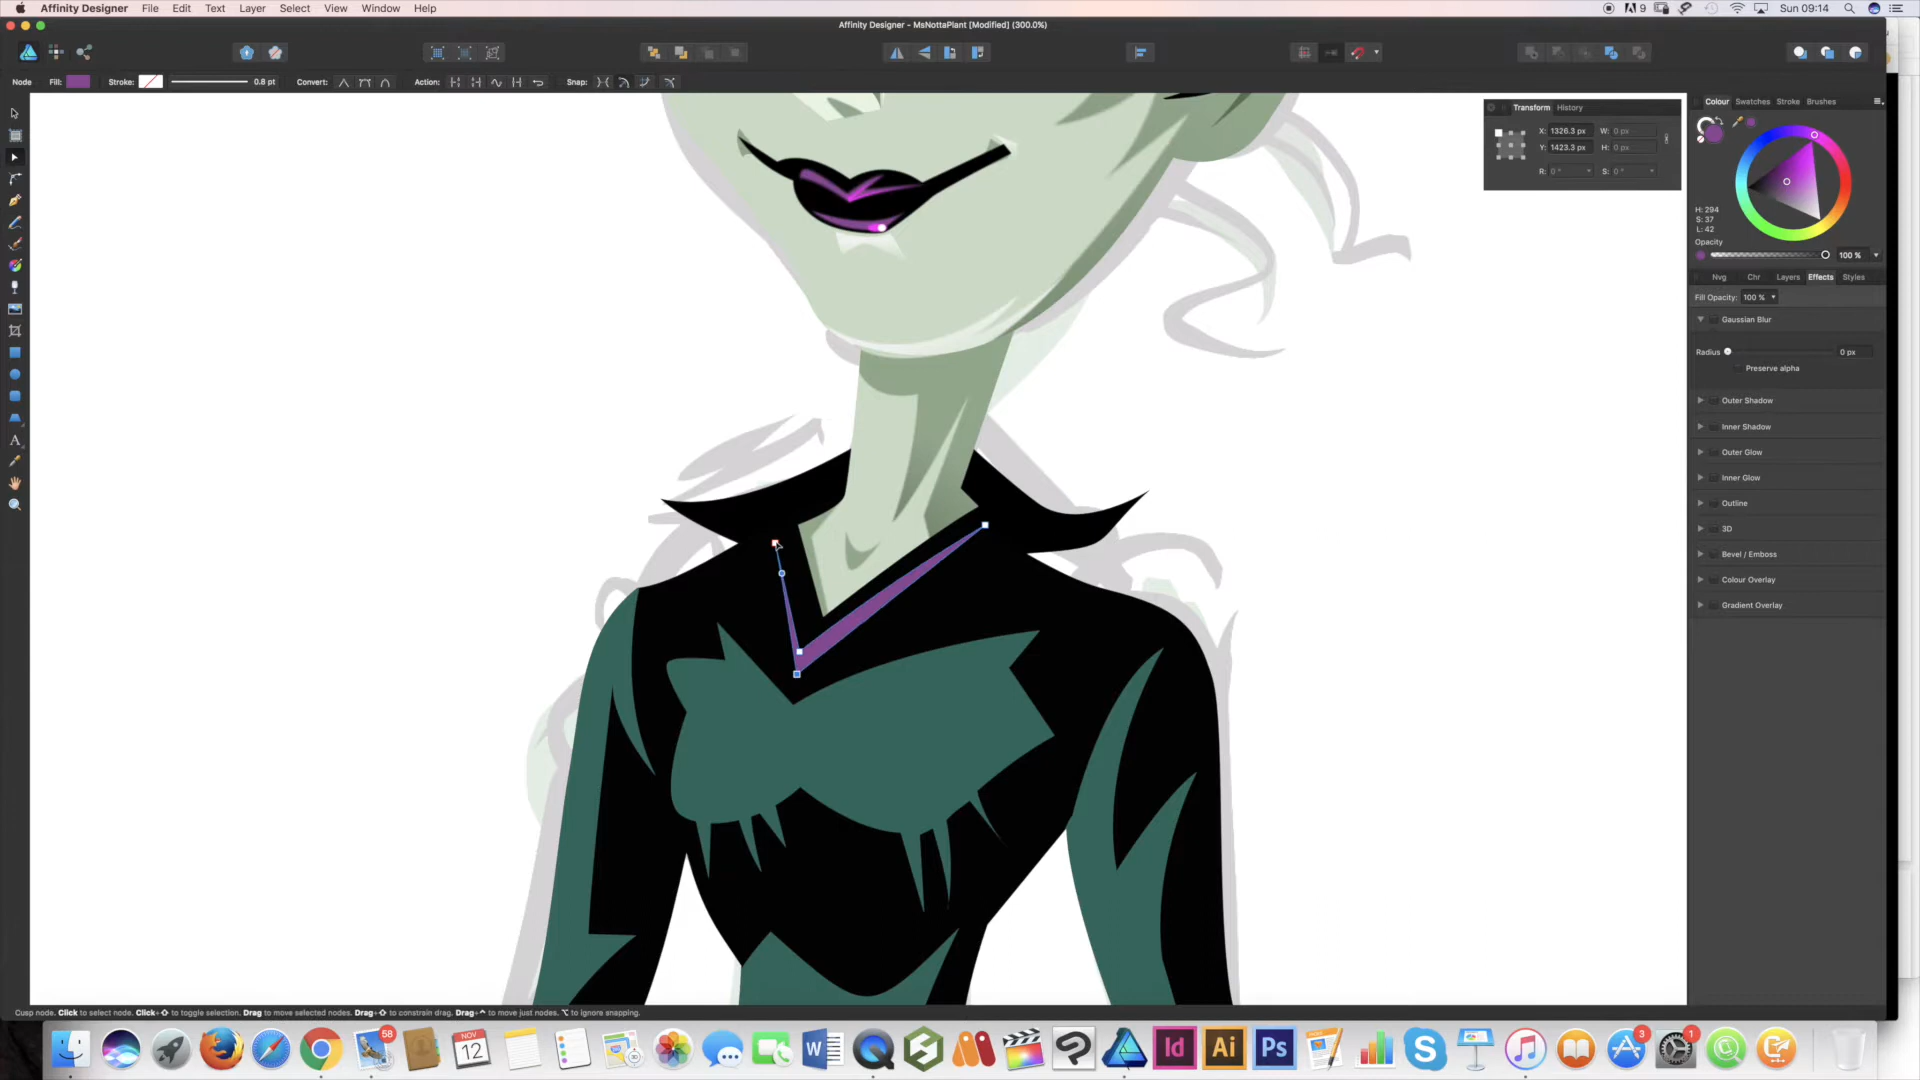 Affinity Designer File Edit Text Layer Select View Window Help
9 Sun 09:14
Affinity Designer - MsNottaPlant [Modified] (300.0%)
Node Fill: Stroke: 0.8 pt Convert: Action: Snap:
Transform History
X: 1326.3 px W: 0 px
Y: 1423.3 px H: 0 px
R: 0 ° S: 0 °
Colour Swatches Stroke Brushes
H: 294
S: 37
L: 42
Opacity
100 %
Nvg Chr Layers Effects Styles
Fill Opacity: 100 %
Gaussian Blur
Radius 0 px
Preserve alpha
Outer Shadow
Inner Shadow
Outer Glow
Inner Glow
Outline
3D
Bevel / Emboss
Colour Overlay
Gradient Overlay
A
Cusp node. Click to select node. Click+⇧ to toggle selection. Drag to move selected nodes. Drag+⇧ to constrain drag. Drag+⌃ to move just nodes. ⌥ to ignore snapping.
58
NOV
12
W
Id
Ai
Ps
S
3
1